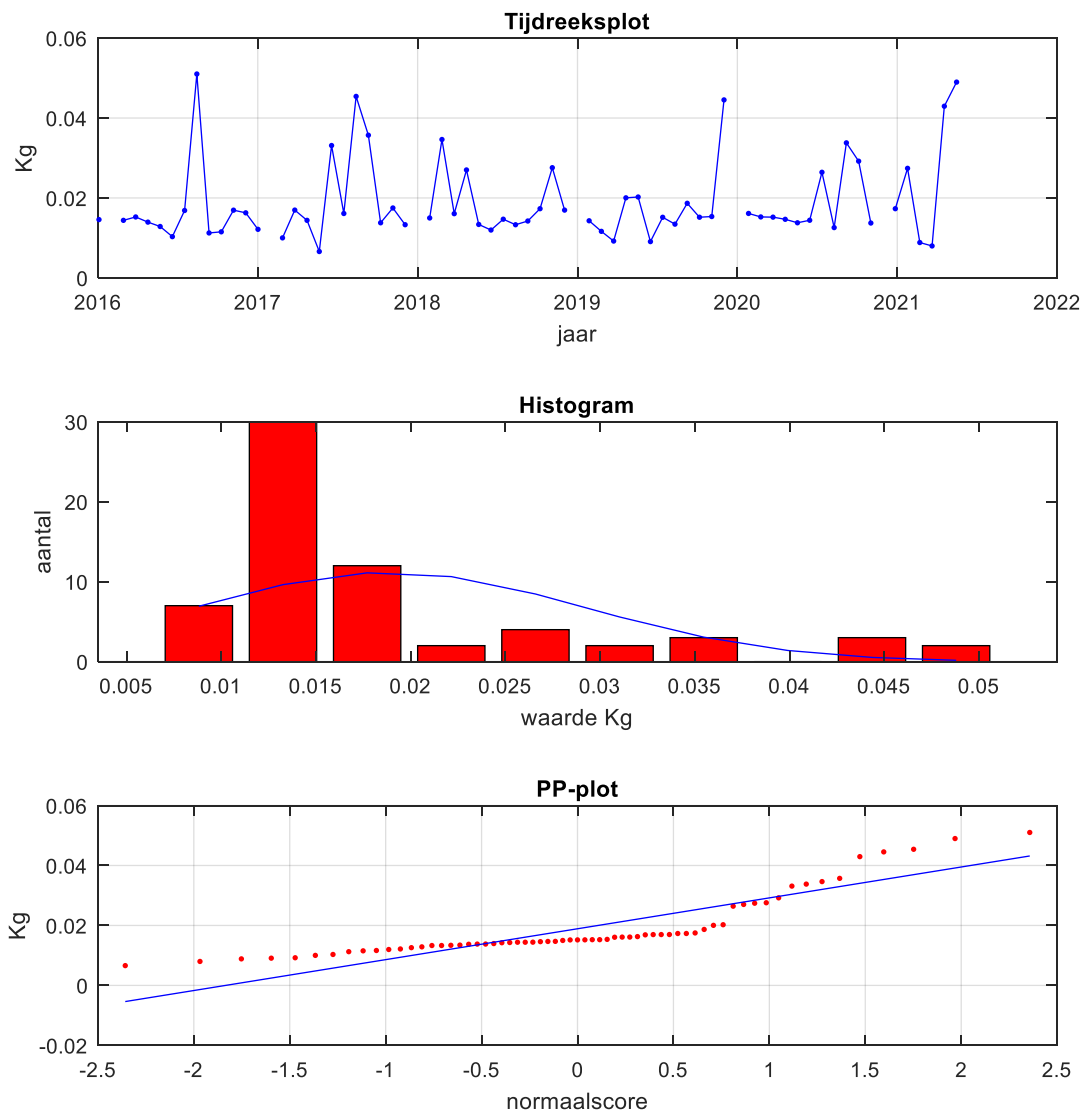 Tijdreeksplot
0.06
0.04
0.02
0
Kg
2016 2017 2018 2019 2020 2021 2022
jaar
Histogram
30
20
10
0
aantal
0.005 0.01 0.015 0.02 0.025 0.03 0.035 0.04 0.045 0.05
waarde Kg
PP-plot
0.06
0.04
0.02
0
-0.02
Kg
-2.5 -2 -1.5 -1 -0.5 0 0.5 1 1.5 2 2.5
normaalscore